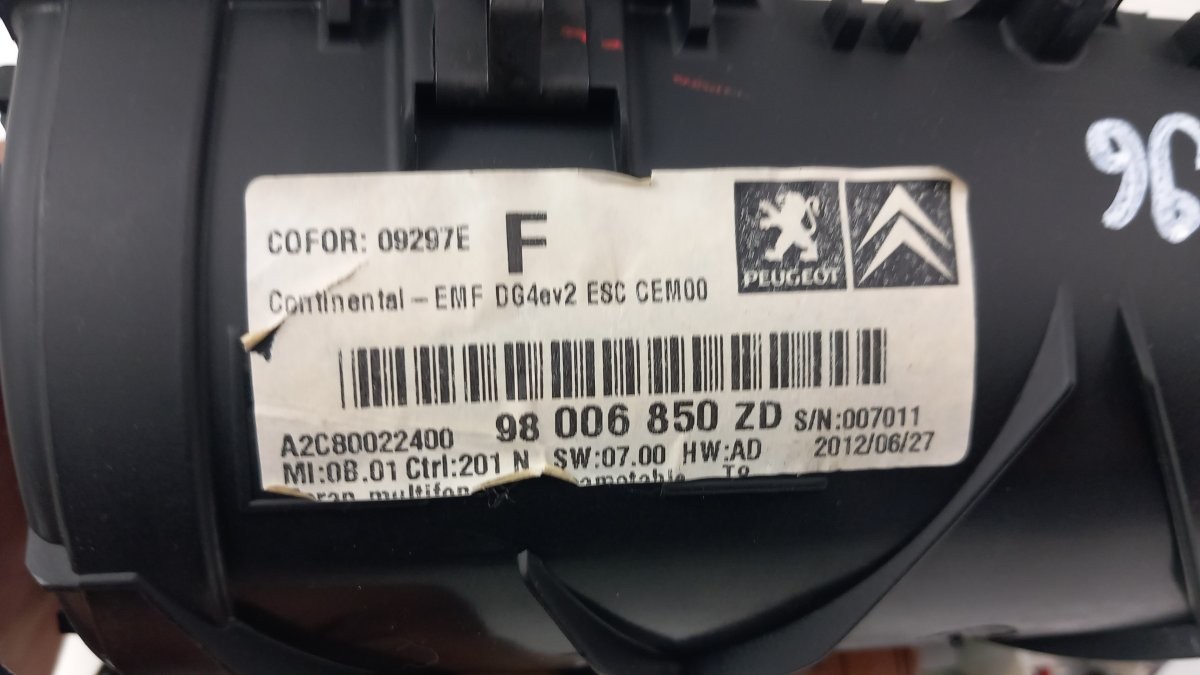 COFOR: 09297E F
PEUGEOT
Continental - EMF DG4ev2 ESC CEM00
98 006 850 ZD S/N:007011
A2C80022400
MI:0B.01 Ctrl:201 N SW:07.00 HW:AD 2012/06/27
96